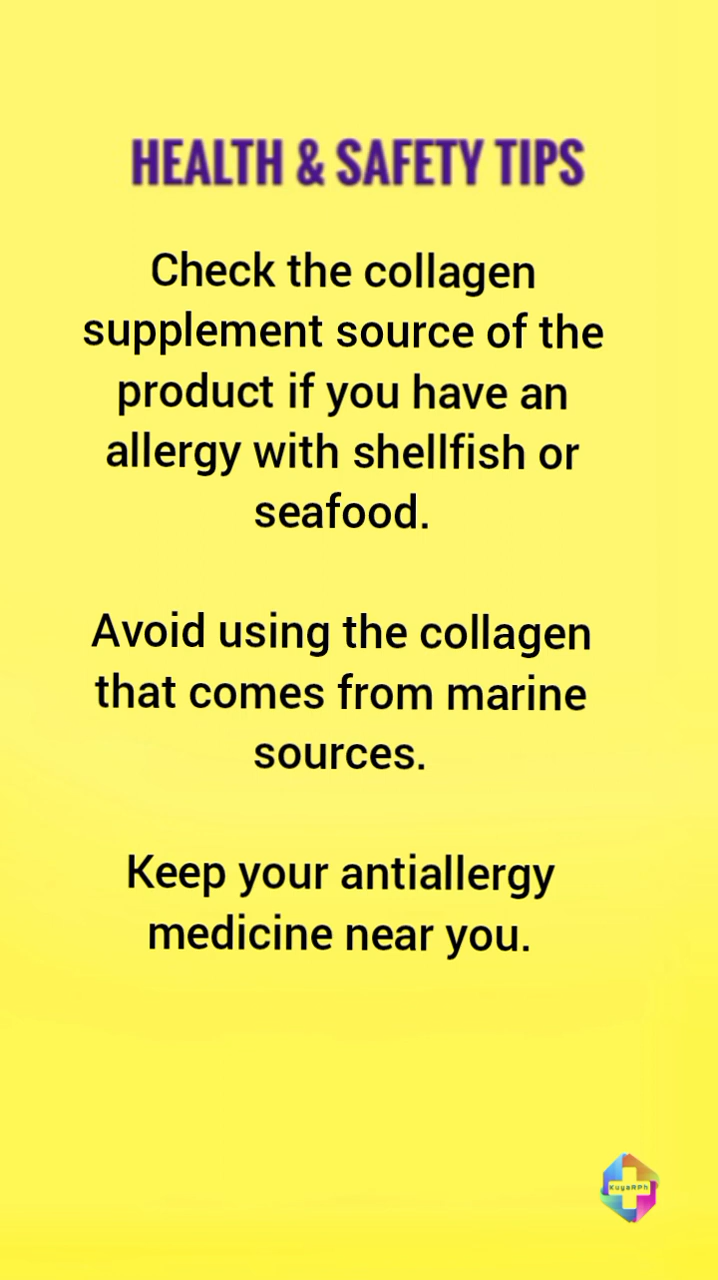 HEALTH & SAFETY TIPS
Check the collagen
supplement source of the
product if you have an
allergy with shellfish or
seafood.
Avoid using the collagen
that comes from marine
sources.
Keep your antiallergy
medicine near you.
KuyaRPh